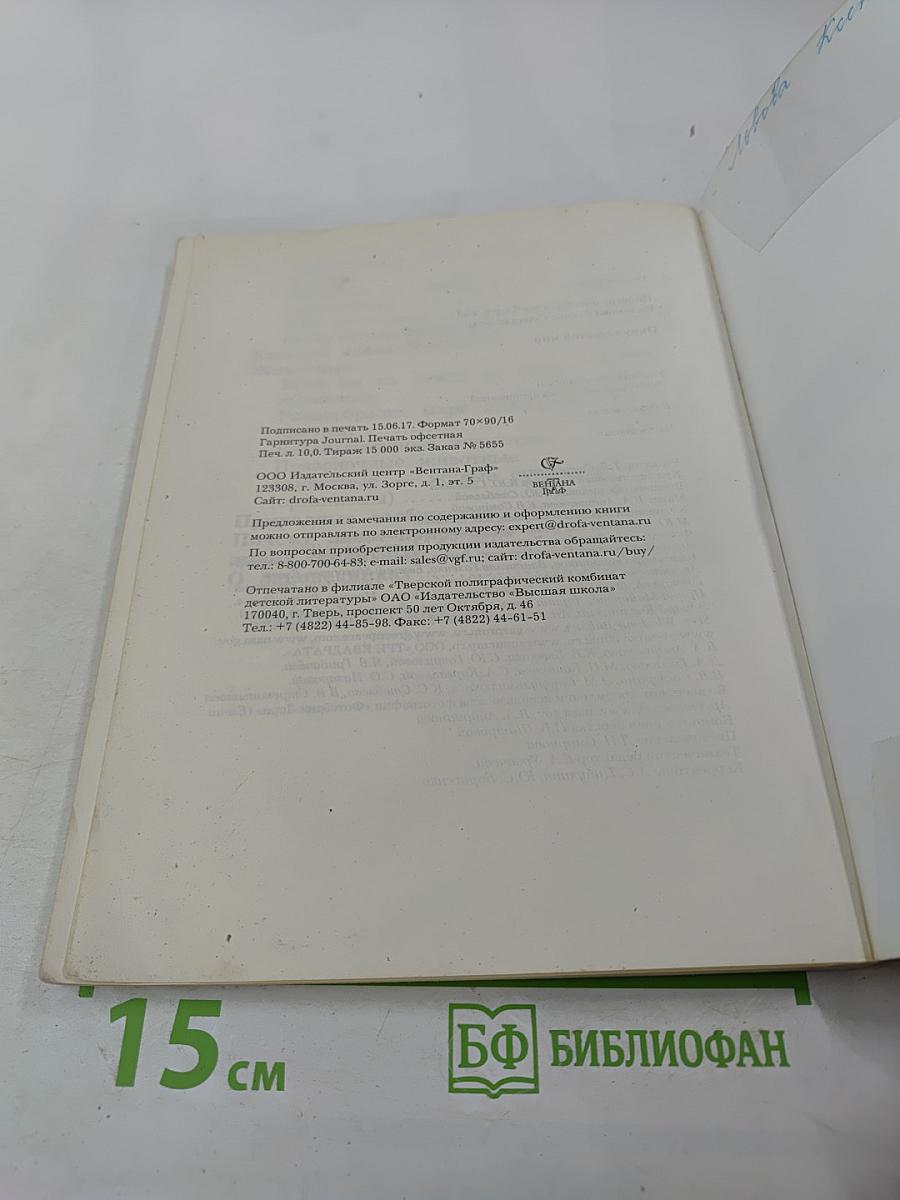 Львова
Подписано в печать 15.06.17. Формат 70×90/16
Гарнитура Journal. Печать офсетная
Печ. л. 10,0. Тираж 15 000 экз. Заказ № 5655
ООО Издательский центр «Вентана-Граф»
123308, г. Москва, ул. Зорге, д. 1, эт. 5
Сайт: drofa-ventana.ru
ВЕНТАНА
ГРАФ
Предложения и замечания по содержанию и оформлению книги
можно отправлять по электронному адресу: expert@drofa-ventana.ru
По вопросам приобретения продукции издательства обращайтесь:
тел.: 8-800-700-64-83; e-mail: sales@vgf.ru; сайт: drofa-ventana.ru/buy/
Отпечатано в филиале «Тверской полиграфический комбинат
детской литературы» ОАО «Издательство «Высшая школа»
170040, г. Тверь, проспект 50 лет Октября, д. 46
Тел.: +7 (4822) 44-85-98. Факс: +7 (4822) 44-61-51
15 см
БФ БИБЛИОФАН